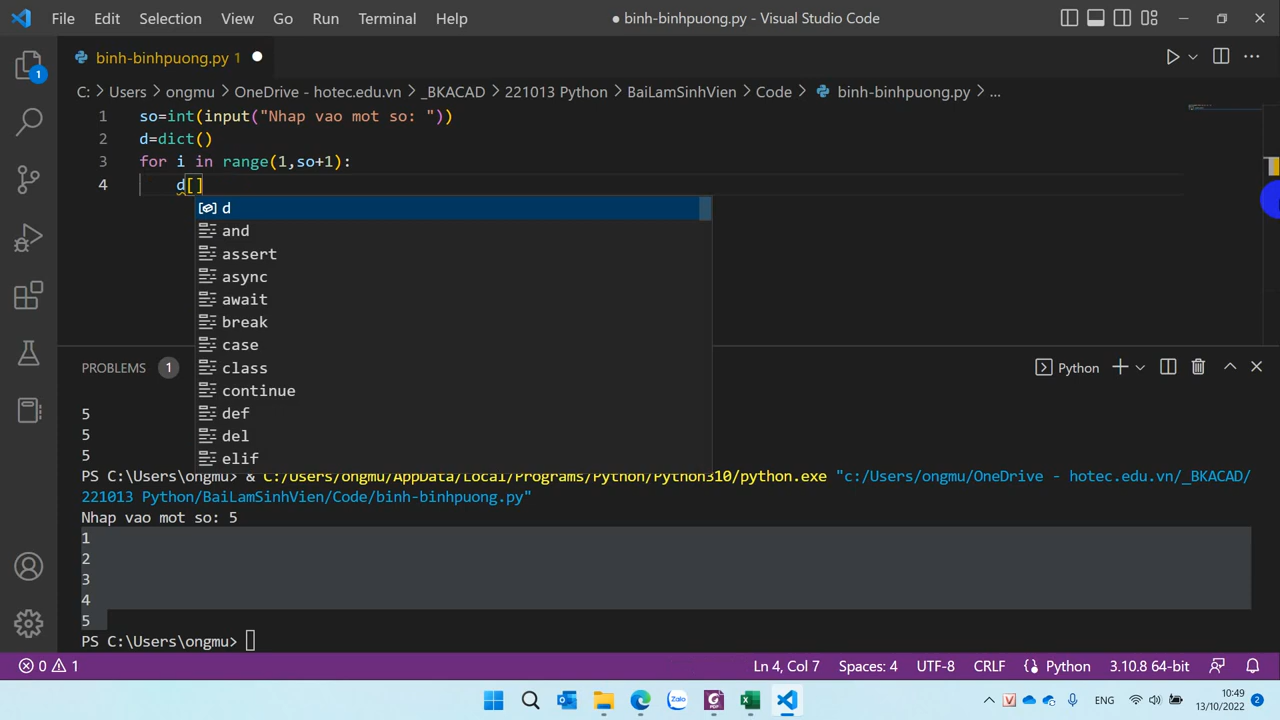 File Edit Selection View Go Run Terminal Help ● binh-binhpuong.py - Visual Studio Code
binh-binhpuong.py 1
1
C: > Users > ongmu > OneDrive - hotec.edu.vn > _BKACAD > 221013 Python > BaiLamSinhVien > Code > binh-binhpuong.py > ...
1 so=int(input("Nhap vao mot so: "))
2 d=dict()
3 for i in range(1,so+1):
4 d[]
d
and
assert
async
await
break
case
class
continue
def
del
elif
PROBLEMS 1 Python
5
5
5
PS C:\Users\ongmu> & C:/Users/ongmu/AppData/Local/Programs/Python/Python310/python.exe "c:/Users/ongmu/OneDrive - hotec.edu.vn/_BKACAD/
221013 Python/BaiLamSinhVien/Code/binh-binhpuong.py"
Nhap vao mot so: 5
1
2
3
4
5
PS C:\Users\ongmu>
0 1 Ln 4, Col 7 Spaces: 4 UTF-8 CRLF Python 3.10.8 64-bit
Zalo PDF ENG 10:49
13/10/2022 2